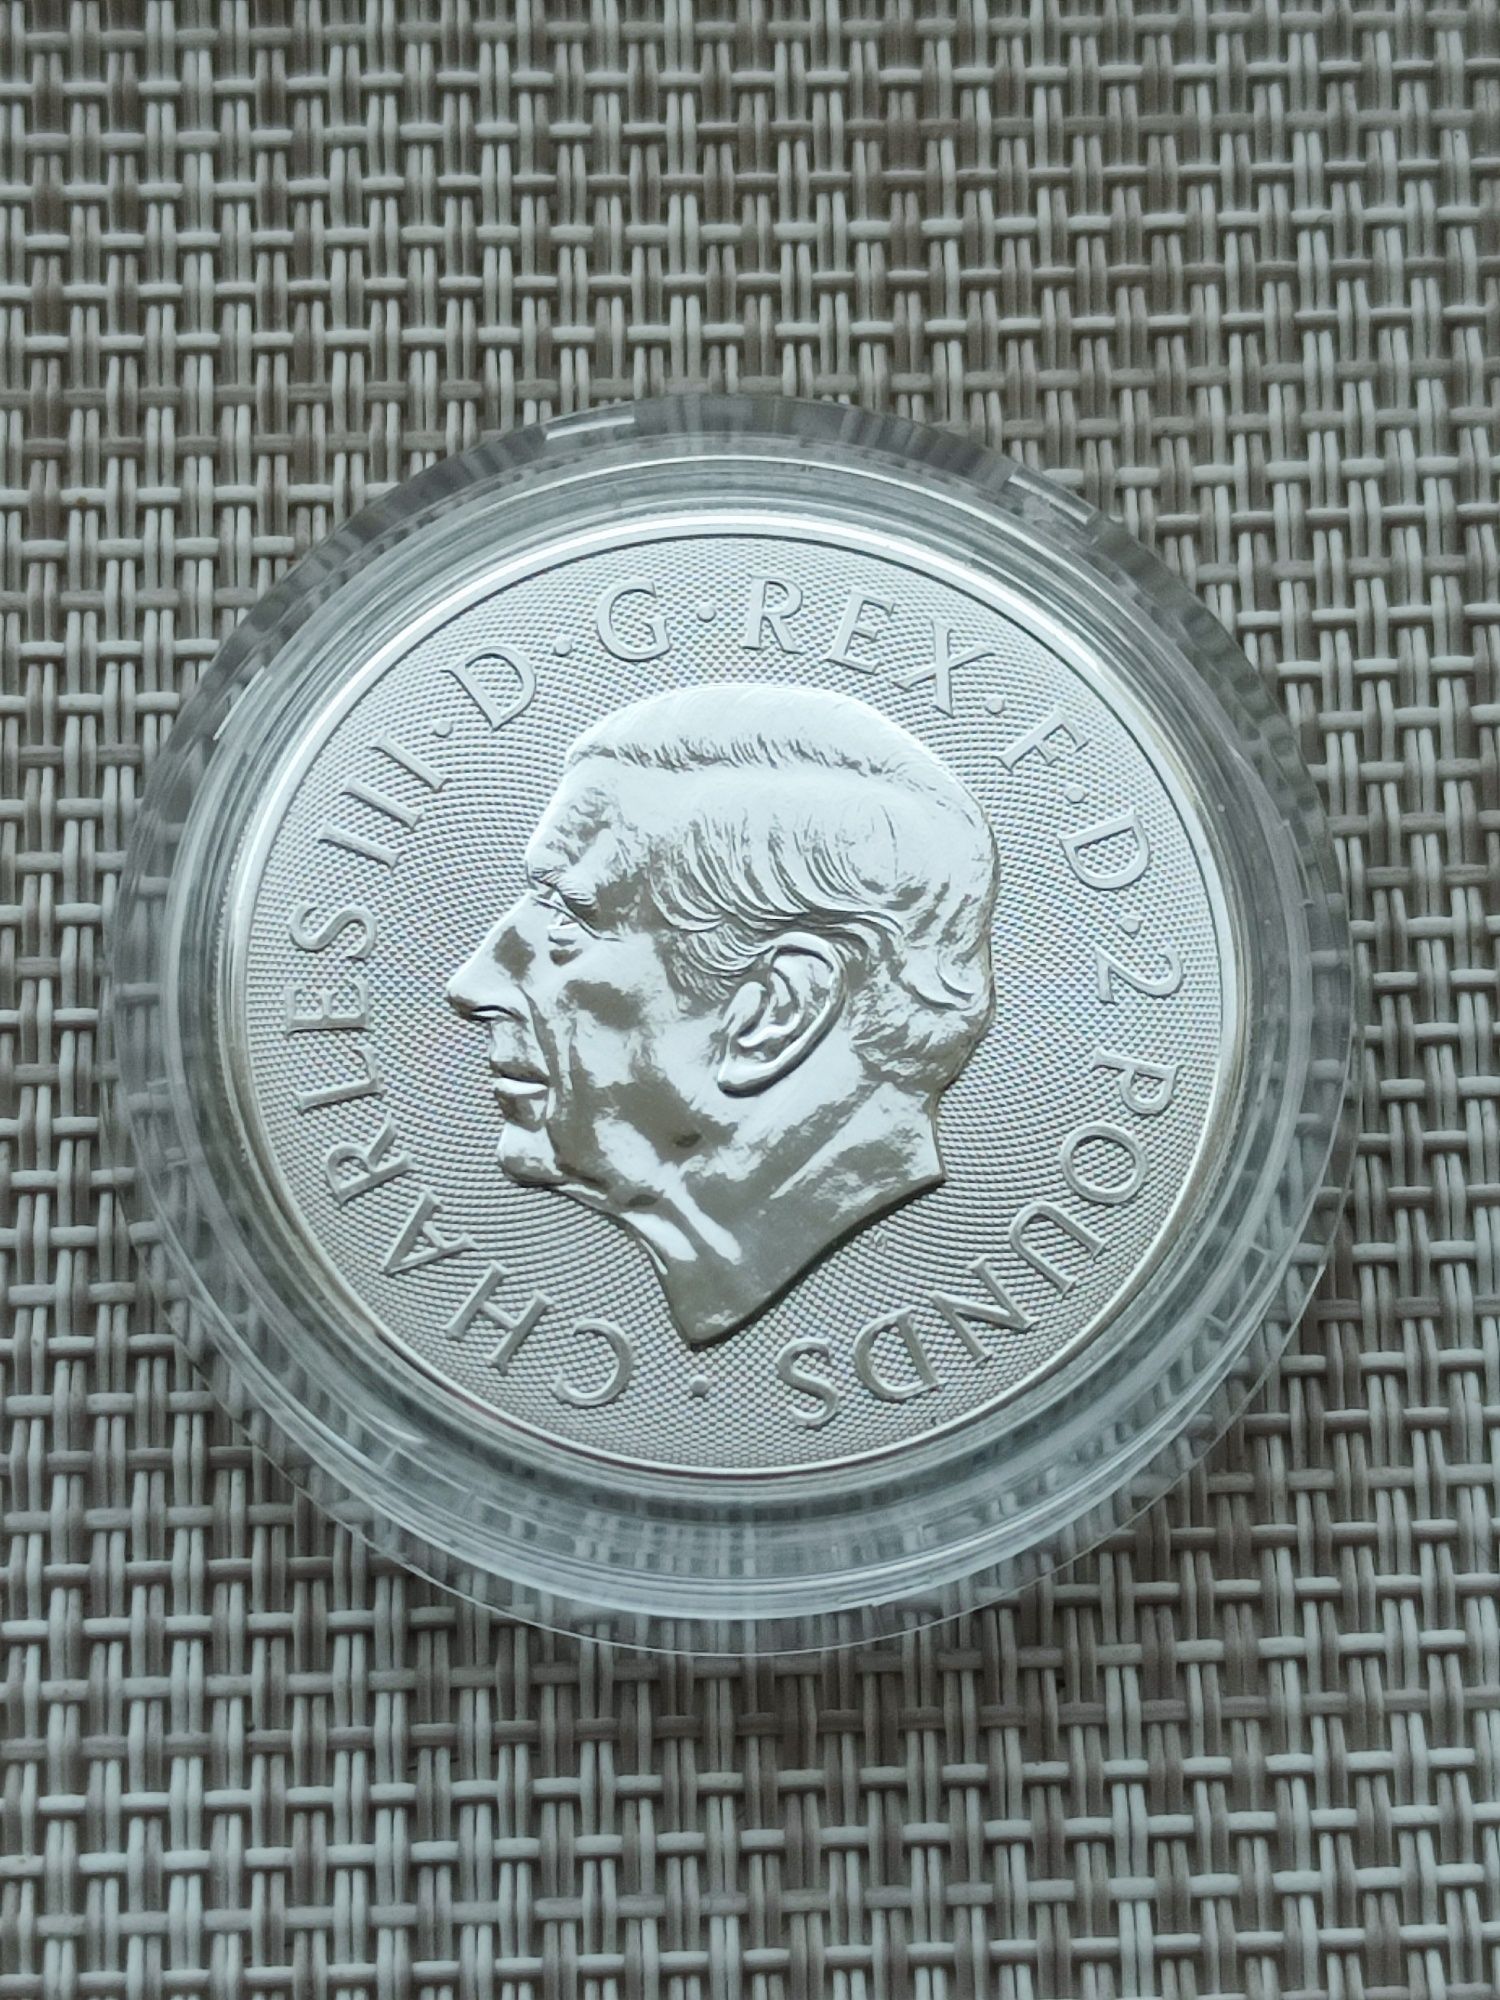 CHARLES III · D · G · REX · F · D · 2 POUNDS ·